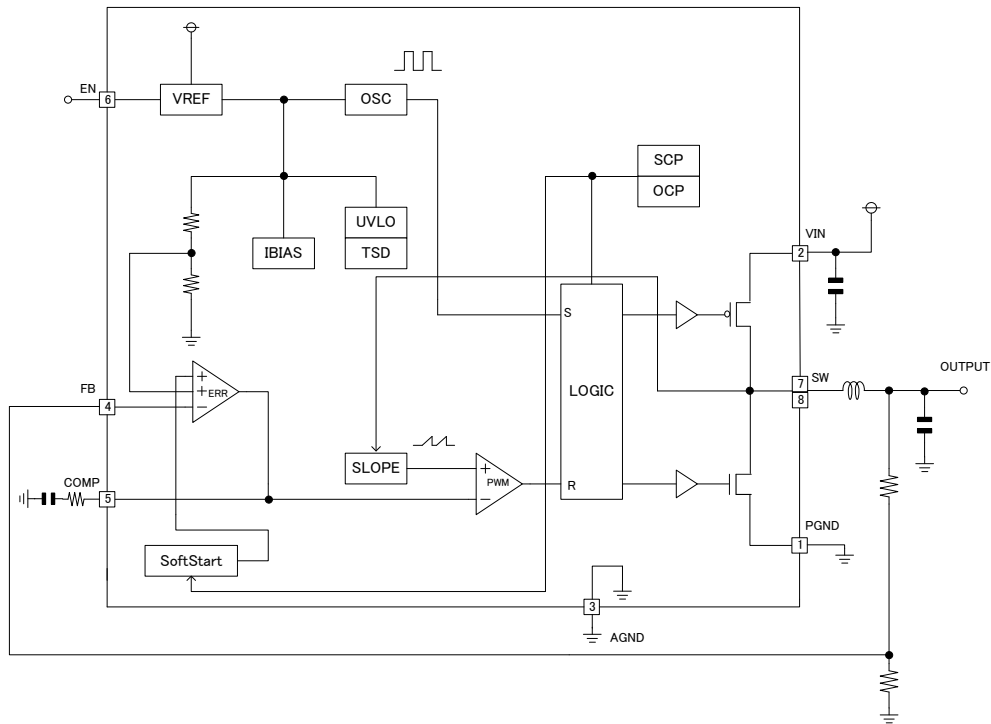 EN
6
VREF
OSC
SCP
OCP
UVLO
TSD
IBIAS
VIN
2
S
LOGIC
R
SW
7
8
OUTPUT
FB
4
+
+
−
ERR
COMP
5
SLOPE
+
−
PWM
SoftStart
PGND
1
3
AGND